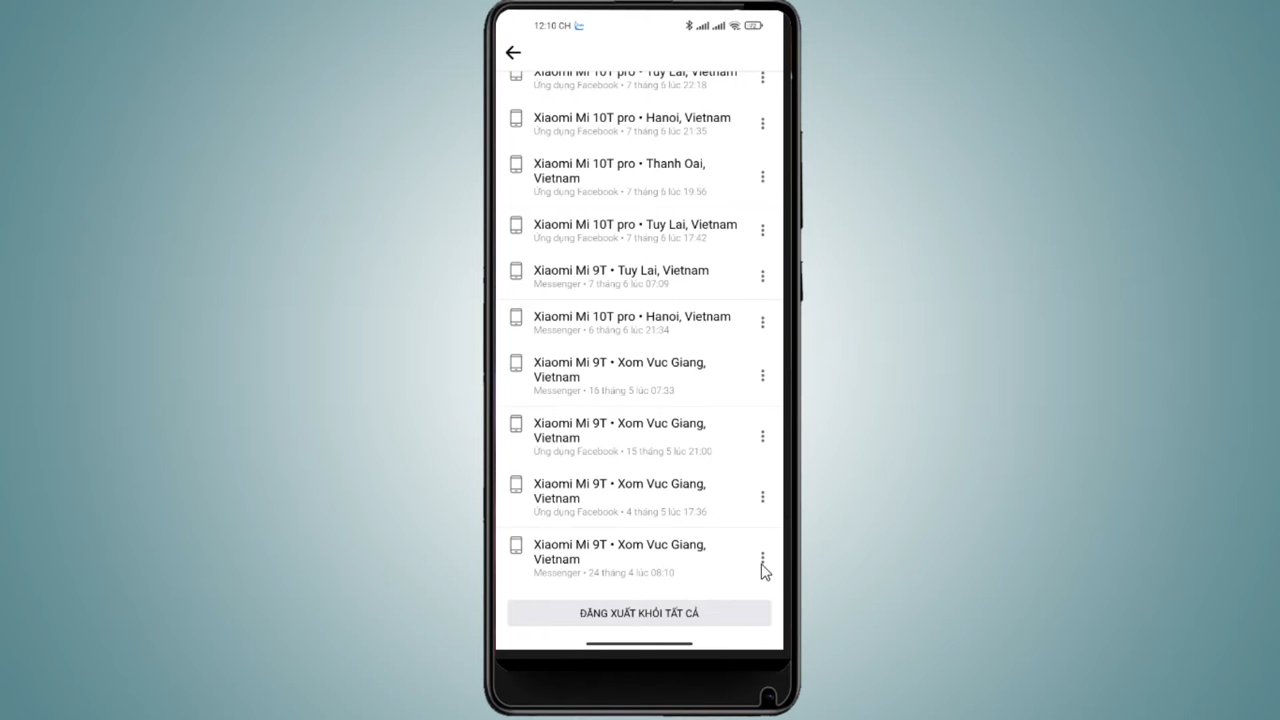 12:10 CH
Xiaomi Mi 10T pro • Tuy Lai, Vietnam
Ứng dụng Facebook • 7 tháng 6 lúc 22:18
Xiaomi Mi 10T pro • Hanoi, Vietnam
Ứng dụng Facebook • 7 tháng 6 lúc 21:35
Xiaomi Mi 10T pro • Thanh Oai,
Vietnam
Ứng dụng Facebook • 7 tháng 6 lúc 19:56
Xiaomi Mi 10T pro • Tuy Lai, Vietnam
Ứng dụng Facebook • 7 tháng 6 lúc 17:42
Xiaomi Mi 9T • Tuy Lai, Vietnam
Messenger • 7 tháng 6 lúc 07:09
Xiaomi Mi 10T pro • Hanoi, Vietnam
Messenger • 6 tháng 6 lúc 21:34
Xiaomi Mi 9T • Xom Vuc Giang,
Vietnam
Messenger • 16 tháng 5 lúc 07:33
Xiaomi Mi 9T • Xom Vuc Giang,
Vietnam
Ứng dụng Facebook • 15 tháng 5 lúc 21:00
Xiaomi Mi 9T • Xom Vuc Giang,
Vietnam
Ứng dụng Facebook • 4 tháng 5 lúc 17:36
Xiaomi Mi 9T • Xom Vuc Giang,
Vietnam
Messenger • 24 tháng 4 lúc 08:10
ĐĂNG XUẤT KHỎI TẤT CẢ